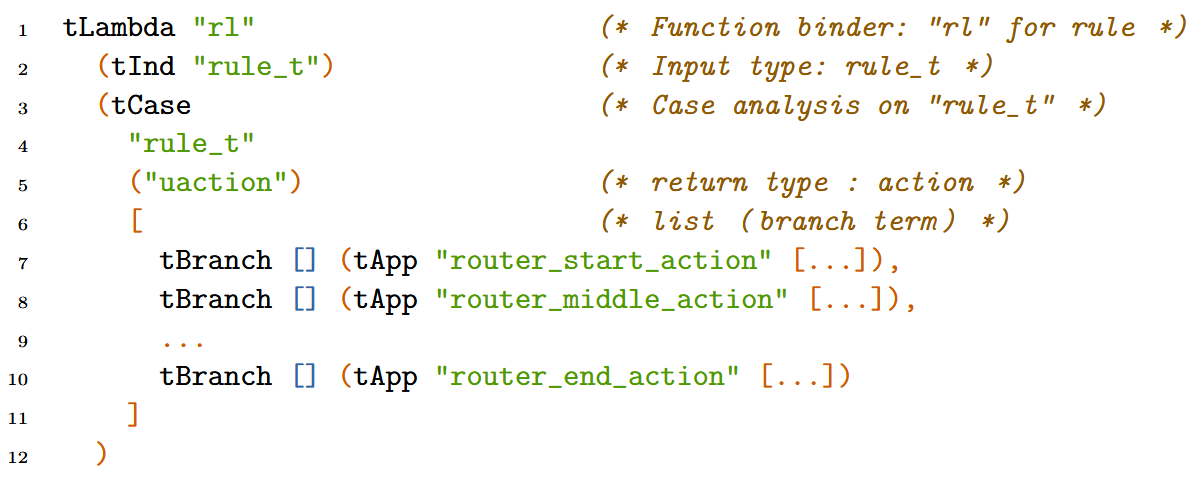 1 tLambda "rl" (* Function binder: "rl" for rule *)
2 (tInd "rule_t") (* Input type: rule_t *)
3 (tCase (* Case analysis on "rule_t" *)
4 "rule_t"
5 ("uaction") (* return type : action *)
6 [ (* list (branch term) *)
7 tBranch [] (tApp "router_start_action" [...]),
8 tBranch [] (tApp "router_middle_action" [...]),
9 ...
10 tBranch [] (tApp "router_end_action" [...])
11 ]
12 )